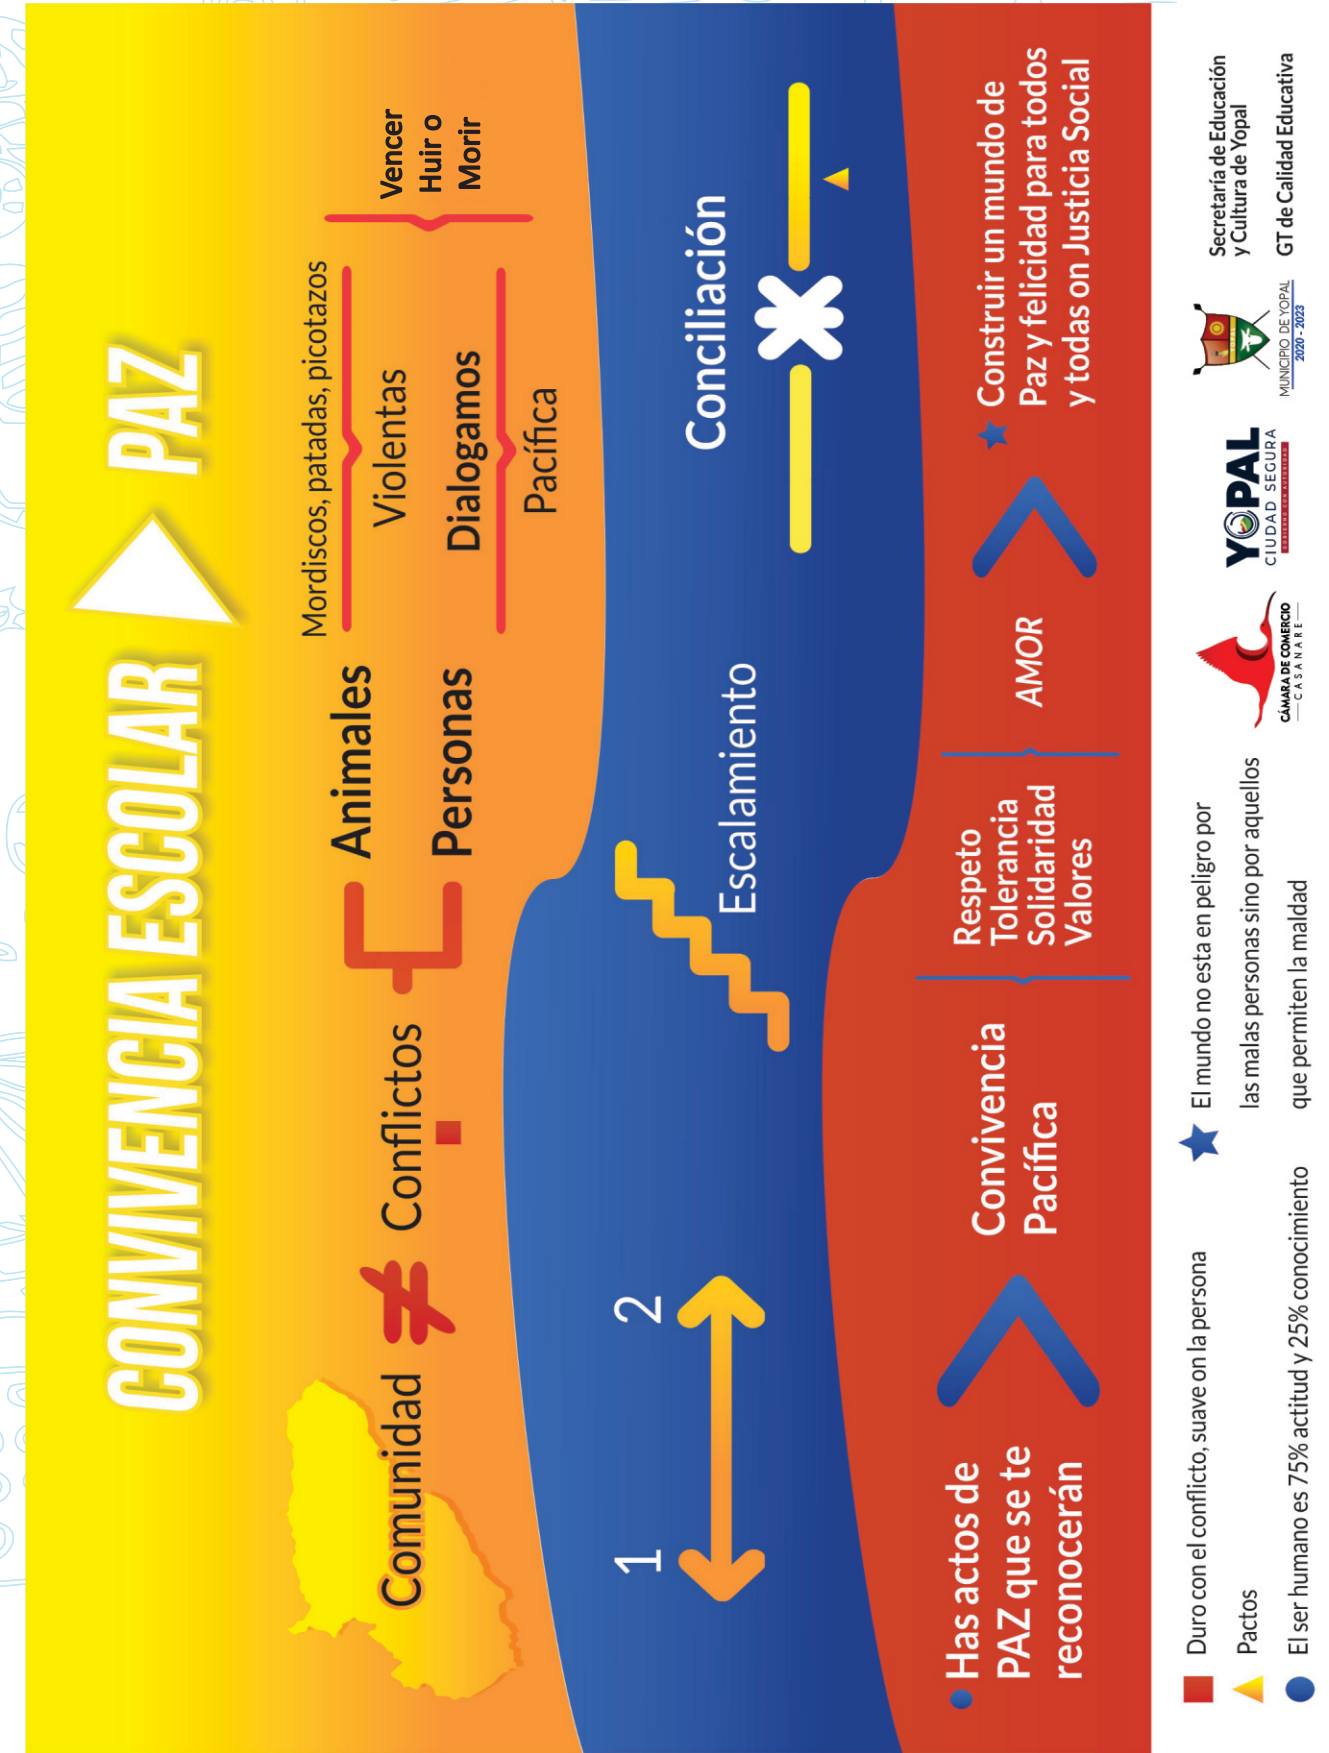 CONVIVENCIA ESCOLAR
PAZ
Comunidad
Conflictos
Animales
Personas
Mordiscos, patadas, picotazos
Violentas
Dialogamos
Pacífica
Vencer
Huir o
Morir
1
2
Escalamiento
Conciliación
Has actos de
PAZ que se te
reconocerán
Convivencia
Pacífica
Respeto
Tolerancia
Solidaridad
Valores
AMOR
Construir un mundo de
Paz y felicidad para todos
y todas on Justicia Social
Duro con el conflicto, suave on la persona
Pactos
El ser humano es 75% actitud y 25% conocimiento
El mundo no esta en peligro por
las malas personas sino por aquellos
que permiten la maldad
CÁMARA DE COMERCIO
CASANARE
YOPAL
CIUDAD SEGURA
GOBIERNO CON AUTORIDAD
MUNICIPIO DE YOPAL
2020 - 2023
Secretaría de Educación
y Cultura de Yopal
GT de Calidad Educativa